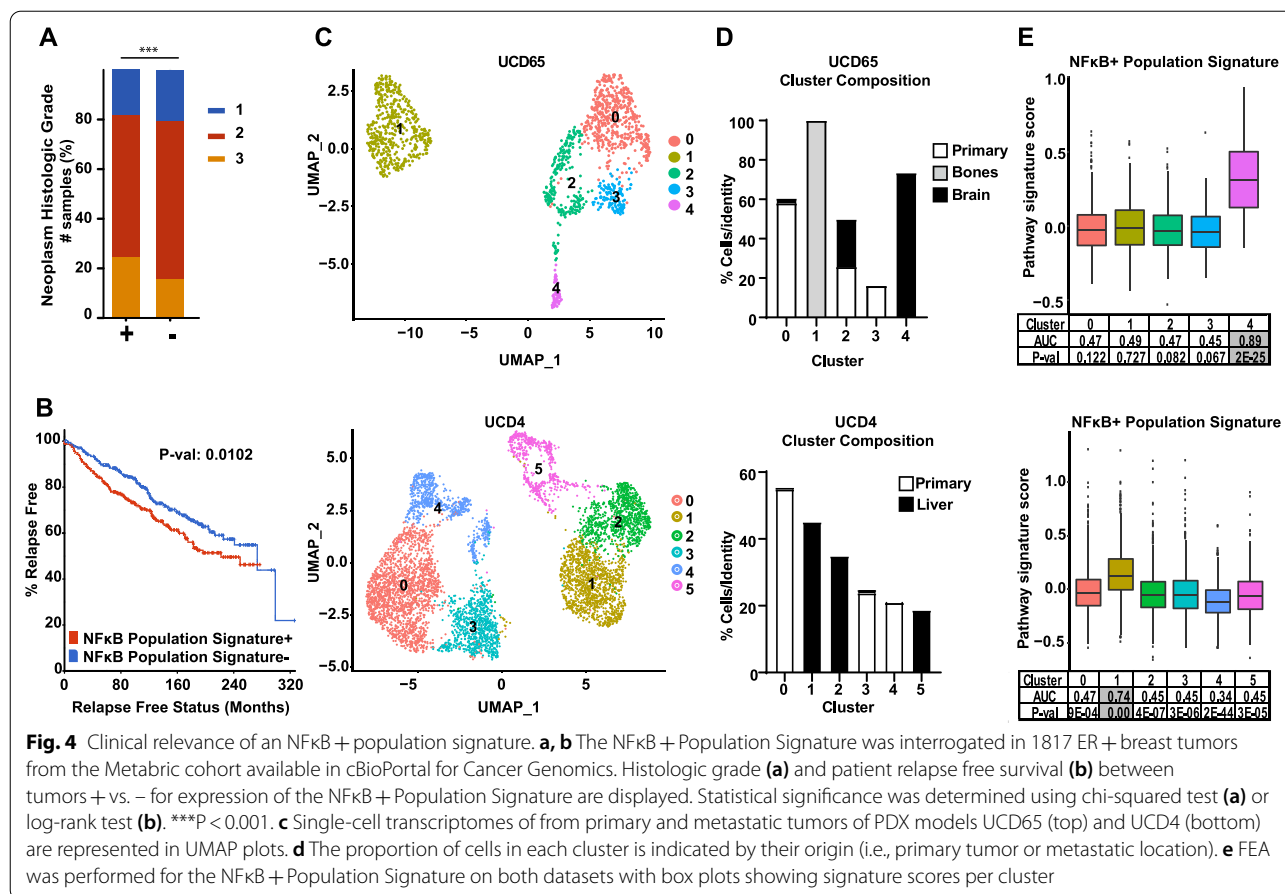 A
***
Neoplasm Histologic Grade
# samples (%)
80
60
40
20
0
+
-
1
2
3
C
UCD65
UMAP_2
2.5
0.0
−2.5
−5.0
−10
−5
0
5
10
UMAP_1
1
0
2
3
4
0
1
2
3
4
D
UCD65
Cluster Composition
% Cells/identity
100
80
60
40
20
0
Primary
Bones
Brain
0
1
2
3
4
Cluster
E
NFκB+ Population Signature
Pathway signature score
1.0
0.5
0.0
−0.5
Cluster 0 1 2 3 4
AUC 0.47 0.49 0.47 0.45 0.89
P-val 0.122 0.727 0.082 0.067 2E-25
B
% Relapse Free
100
80
60
40
20
0
P-val: 0.0102
NFκB Population Signature+
NFκB Population Signature-
0 80 160 240 320
Relapse Free Status (Months)
UCD4
UMAP_2
5.0
2.5
0.0
−2.5
−5.0
−5
0
5
UMAP_1
5
4
2
0
1
3
0
1
2
3
4
5
UCD4
Cluster Composition
% Cells/Identity
60
40
20
0
Primary
Liver
0 1 2 3 4 5
Cluster
NFκB+ Population Signature
Pathway signature score
1.0
0.5
0.0
−0.5
Cluster 0 1 2 3 4 5
AUC 0.47 0.74 0.45 0.45 0.34 0.45
P-val 9E-04 0.00 4E-07 3E-06 2E-44 3E-05
Fig. 4 Clinical relevance of an NFκB + population signature. a, b The NFκB + Population Signature was interrogated in 1817 ER + breast tumors
from the Metabric cohort available in cBioPortal for Cancer Genomics. Histologic grade (a) and patient relapse free survival (b) between
tumors + vs. – for expression of the NFκB + Population Signature are displayed. Statistical significance was determined using chi-squared test (a) or
log-rank test (b). ***P < 0.001. c Single-cell transcriptomes of from primary and metastatic tumors of PDX models UCD65 (top) and UCD4 (bottom)
are represented in UMAP plots. d The proportion of cells in each cluster is indicated by their origin (i.e., primary tumor or metastatic location). e FEA
was performed for the NFκB + Population Signature on both datasets with box plots showing signature scores per cluster